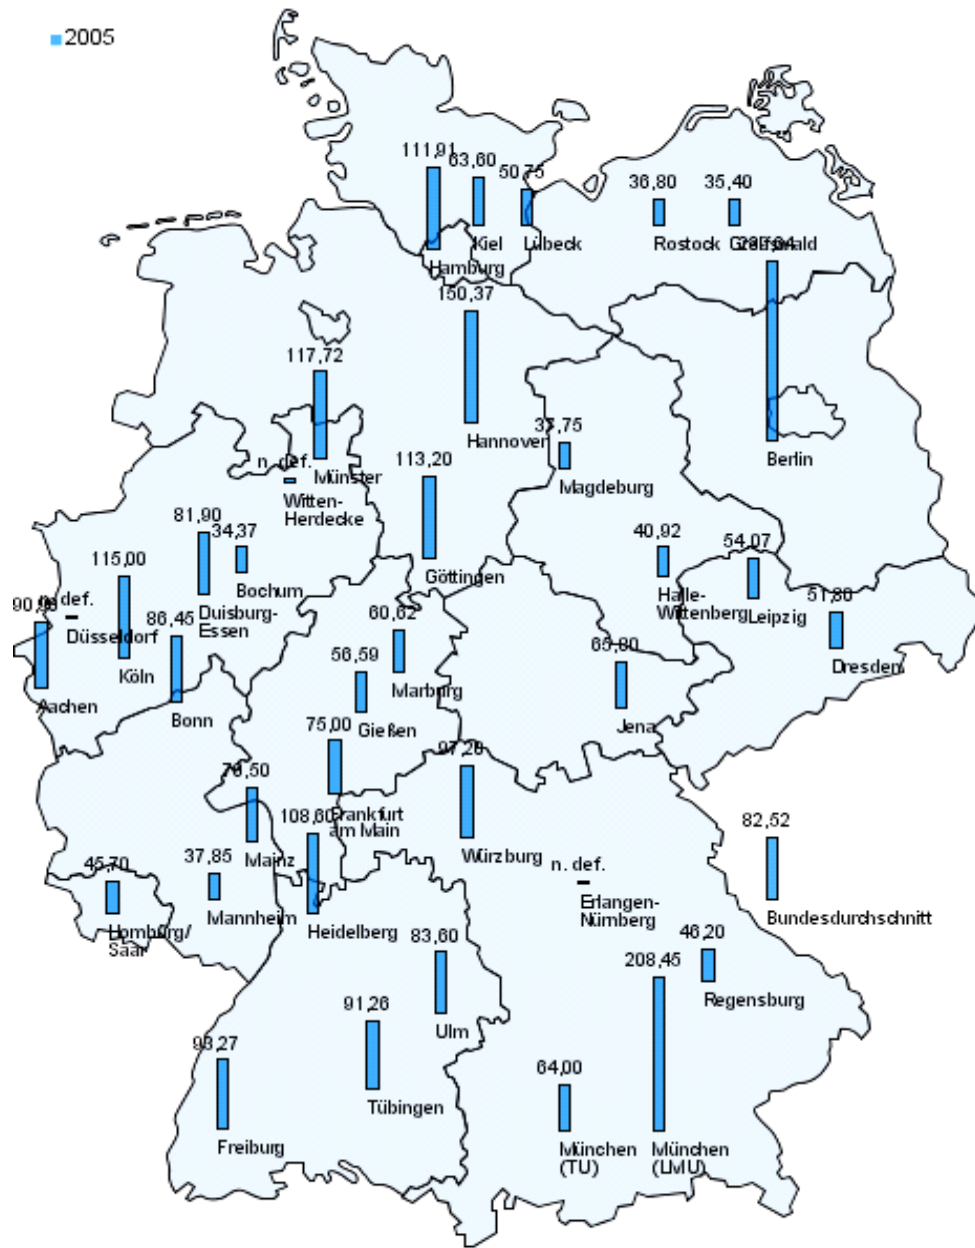 2005
111,91
63,60
50,75
36,80
35,40
Kiel
Lübeck
Rostock
Greifswald
Hamburg
150,37
117,72
Hannover
37,75
Berlin
n. def.
Münster
113,20
Magdeburg
Witten-
Herdecke
81,90
34,37
40,92
54,07
115,00
Göttingen
Bochum
Halle-
Wittenberg
Leipzig
51,80
n. def.
Düsseldorf
86,45
Duisburg-
Essen
60,62
Dresden
Köln
56,59
Marburg
65,80
Aachen
Bonn
Gießen
Jena
75,00
97,20
108,60
Frankfurt
am Main
82,52
Mainz
Würzburg
45,70
37,85
n. def.
Homburg/
Saar
Mannheim
Heidelberg
Erlangen-
Nürnberg
Bundesdurchschnitt
83,60
46,20
208,45
Regensburg
91,26
Ulm
93,27
64,00
Tübingen
Freiburg
München
(TU)
München
(LMU)